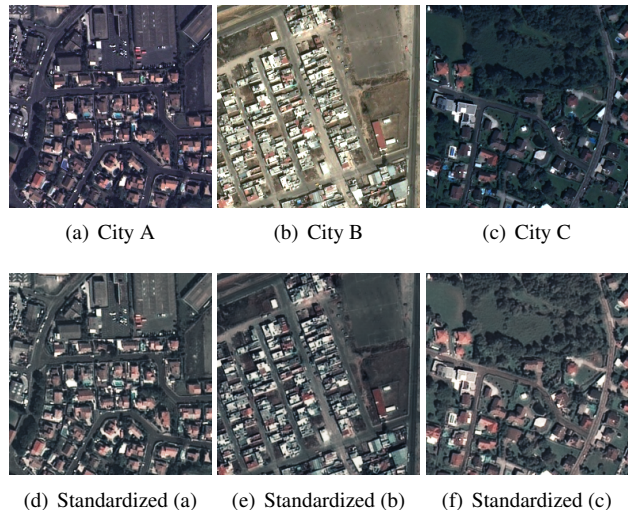 (a) City A
(b) City B
(c) City C
(d) Standardized (a)
(e) Standardized (b)
(f) Standardized (c)